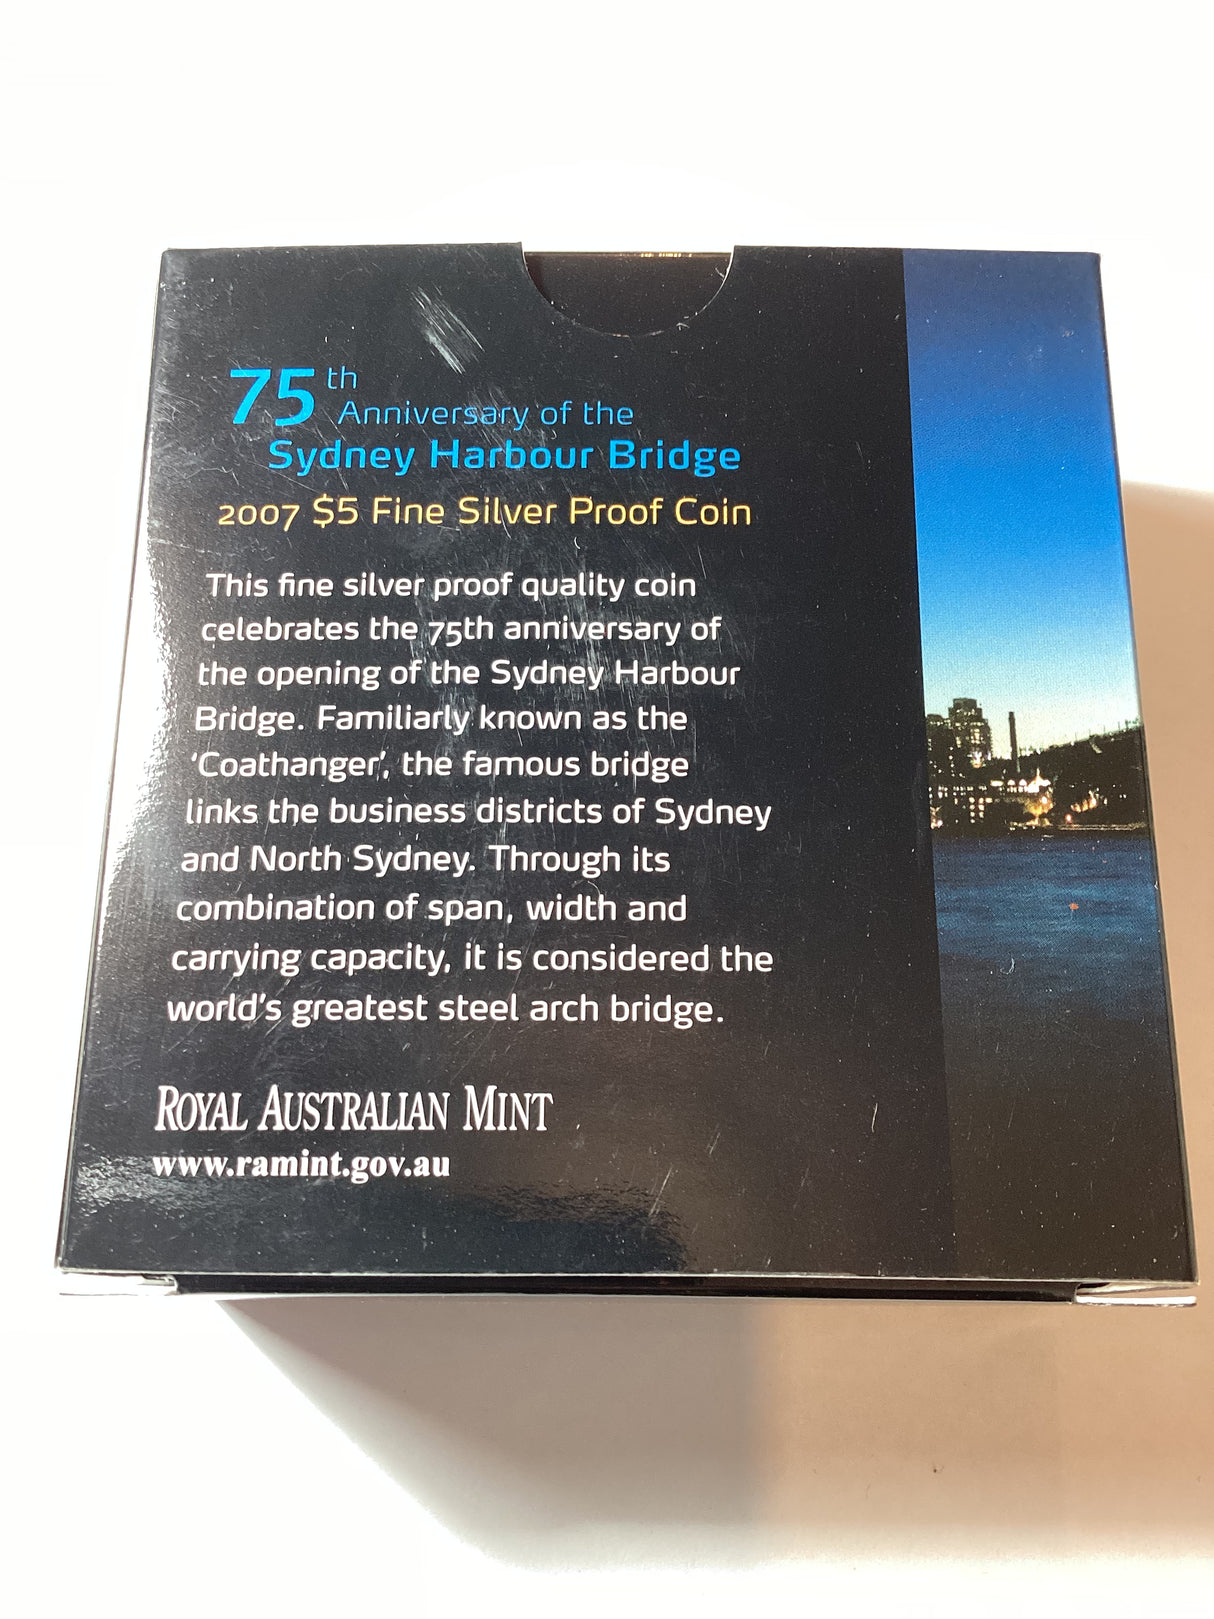 75th
Anniversary of the
Sydney Harbour Bridge
2007 $5 Fine Silver Proof Coin
This fine silver proof quality coin
celebrates the 75th anniversary of
the opening of the Sydney Harbour
Bridge. Familiarly known as the
‘Coathanger’, the famous bridge
links the business districts of Sydney
and North Sydney. Through its
combination of span, width and
carrying capacity, it is considered the
world’s greatest steel arch bridge.
ROYAL AUSTRALIAN MINT
www.ramint.gov.au